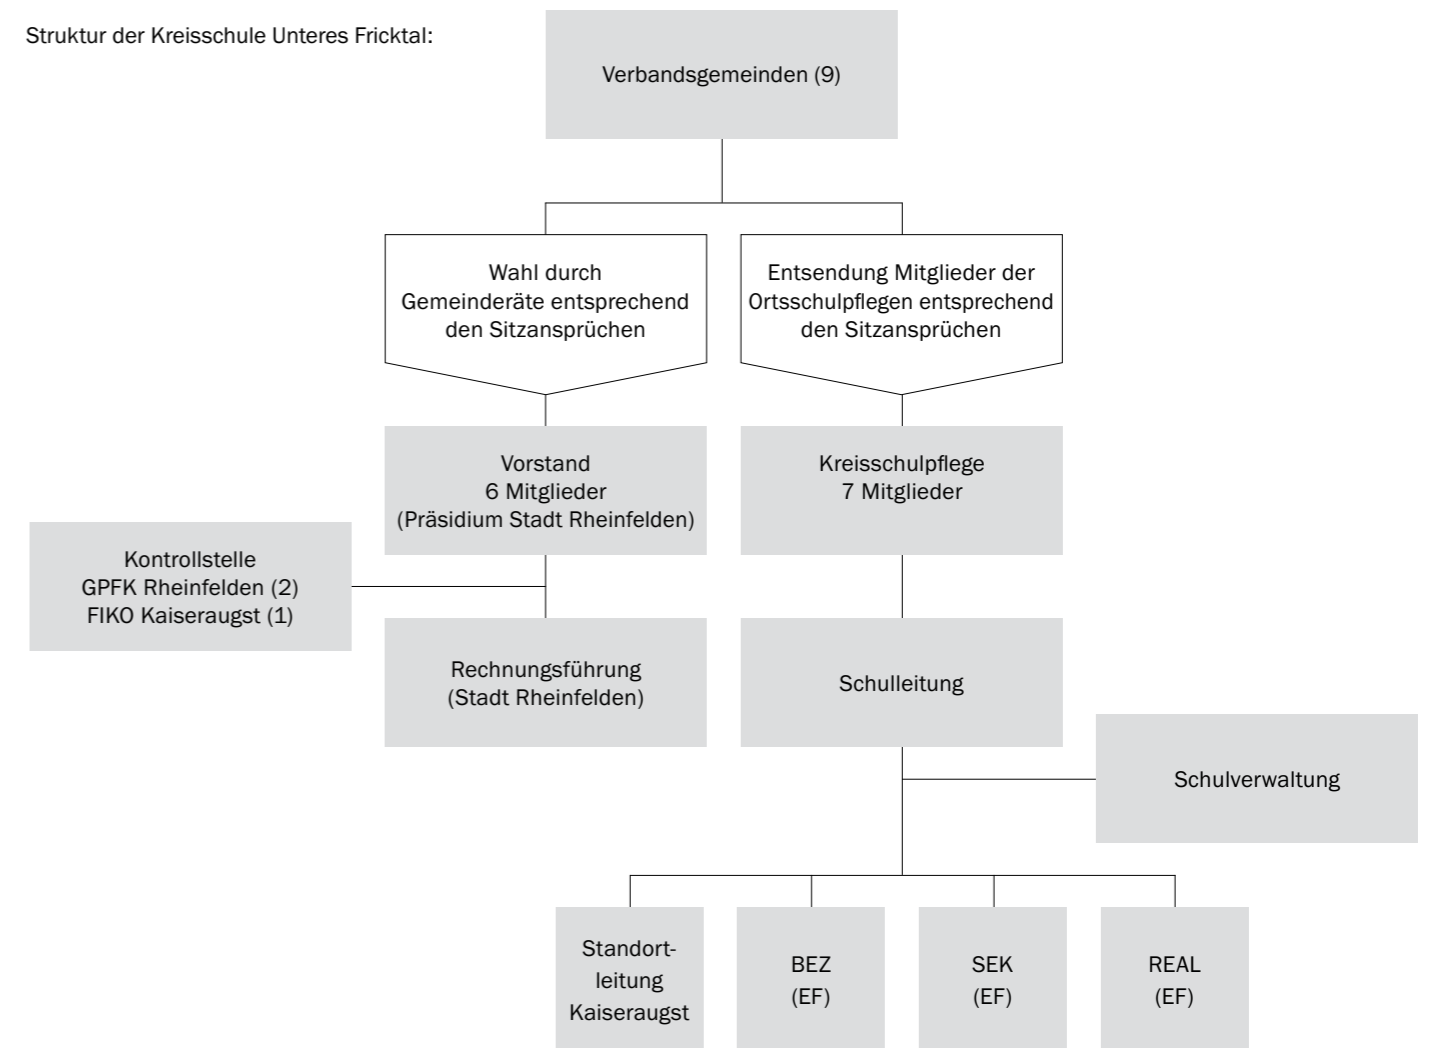 Struktur der Kreisschule Unteres Fricktal:
Verbandsgemeinden (9)
Wahl durch
Gemeinderäte entsprechend
den Sitzansprüchen
Entsendung Mitglieder der
Ortsschulpflegen entsprechend
den Sitzansprüchen
Vorstand
6 Mitglieder
(Präsidium Stadt Rheinfelden)
Kreisschulpflege
7 Mitglieder
Kontrollstelle
GPFK Rheinfelden (2)
FIKO Kaiseraugst (1)
Rechnungsführung
(Stadt Rheinfelden)
Schulleitung
Schulverwaltung
Standort-
leitung
Kaiseraugst
BEZ
(EF)
SEK
(EF)
REAL
(EF)